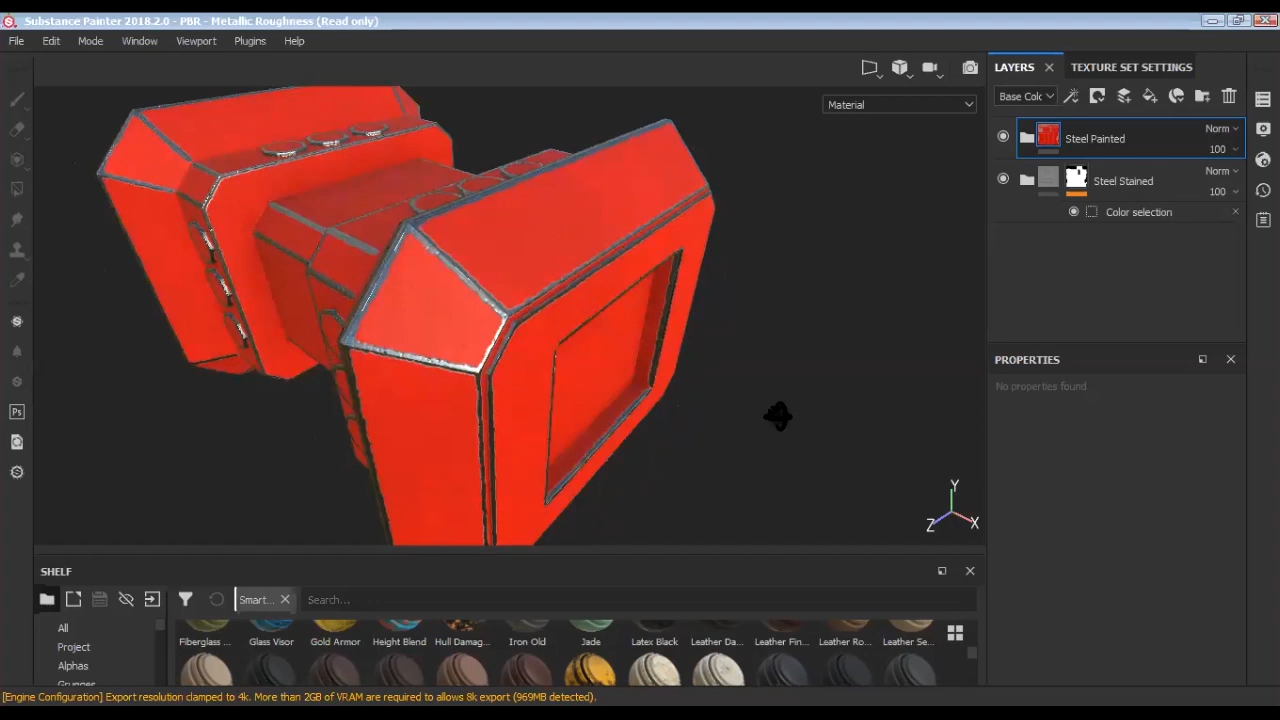 Substance Painter 2018.2.0 - PBR - Metallic Roughness (Read only)
File Edit Mode Window Viewport Plugins Help
LAYERS TEXTURE SET SETTINGS
Material
Base Colc
Norm
Steel Painted
100
Norm
Steel Stained
100
Color selection
PROPERTIES
No properties found
Y
Z X
SHELF
Smart... Search...
All
Project
Alphas
Grunges
Fiberglass ... Glass Visor Gold Armor Height Blend Hull Damag... Iron Old Jade Latex Black Leather Da... Leather Fin... Leather Ro... Leather Se...
Ps
[Engine Configuration] Export resolution clamped to 4k. More than 2GB of VRAM are required to allows 8k export (969MB detected).